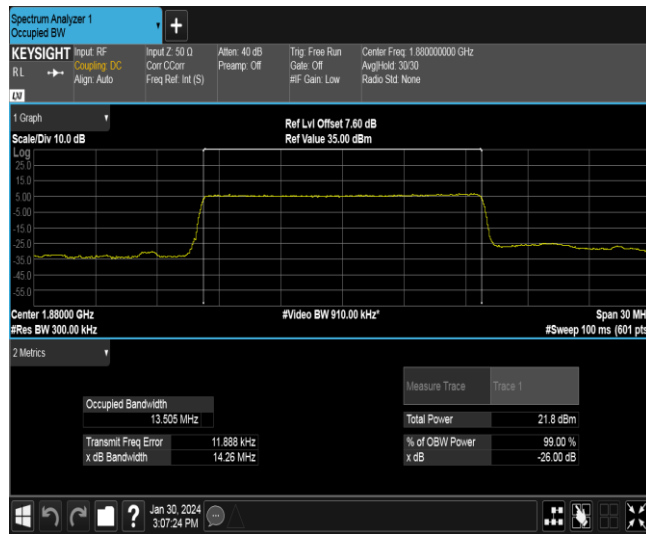 Spectrum Analyzer 1
Occupied BW
KEYSIGHT
Input: RF
Coupling: DC
Align: Auto
Input Z: 50 Ω
Corr CCorr
Freq Ref: Int (S)
Atten: 40 dB
Preamp: Off
Trig: Free Run
Gate: Off
#IF Gain: Low
Center Freq: 1.880000000 GHz
Avg|Hold: 30/30
Radio Std: None
RL
LXI
1 Graph
Scale/Div 10.0 dB
Ref Lvl Offset 7.60 dB
Ref Value 35.00 dBm
Log
25.0
15.0
5.00
-5.00
-15.0
-25.0
-35.0
-45.0
-55.0
Center 1.88000 GHz
#Res BW 300.00 kHz
#Video BW 910.00 kHz*
Span 30 MH
#Sweep 100 ms (601 pts
2 Metrics
Measure Trace Trace 1
Occupied Bandwidth
13.505 MHz
Total Power 21.8 dBm
Transmit Freq Error 11.888 kHz
% of OBW Power 99.00 %
x dB Bandwidth 14.26 MHz
x dB -26.00 dB
Jan 30, 2024
3:07:24 PM